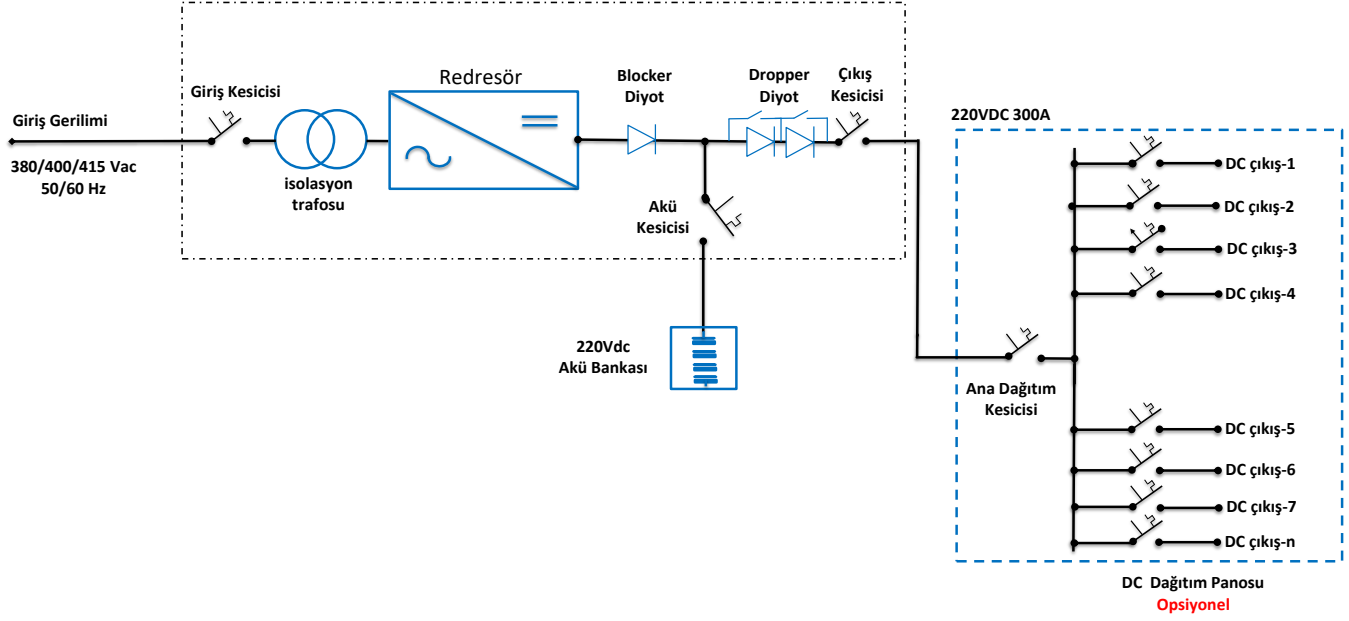 Giriş Gerilimi
380/400/415 Vac
50/60 Hz
Giriş Kesicisi
isolasyon
trafosu
Redresör
Blocker
Diyot
Dropper
Diyot
Çıkış
Kesicisi
Akü
Kesicisi
220Vdc
Akü Bankası
220VDC 300A
Ana Dağıtım
Kesicisi
DC çıkış-1
DC çıkış-2
DC çıkış-3
DC çıkış-4
DC çıkış-5
DC çıkış-6
DC çıkış-7
DC çıkış-n
DC Dağıtım Panosu
Opsiyonel